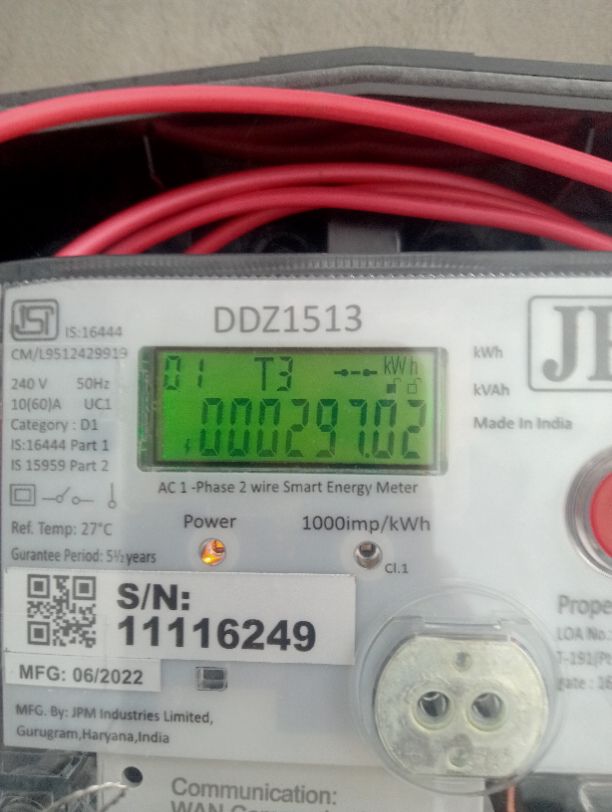 DDZ1513
IS:16444
CM/L9512429919
240 V 50Hz
10(60)A UC1
Category : D1
IS:16444 Part 1
IS 15959 Part 2
01 T3 kWh
000297.02
kWh
kVAh
Made In India
AC 1 -Phase 2 wire Smart Energy Meter
Ref. Temp: 27°C
Gurantee Period: 5½ years
Power
1000imp/kWh
Cl.1
S/N:
11116249
MFG: 06/2022
MFG. By: JPM Industries Limited,
Gurugram,Haryana,India
LOA No.
Communication: